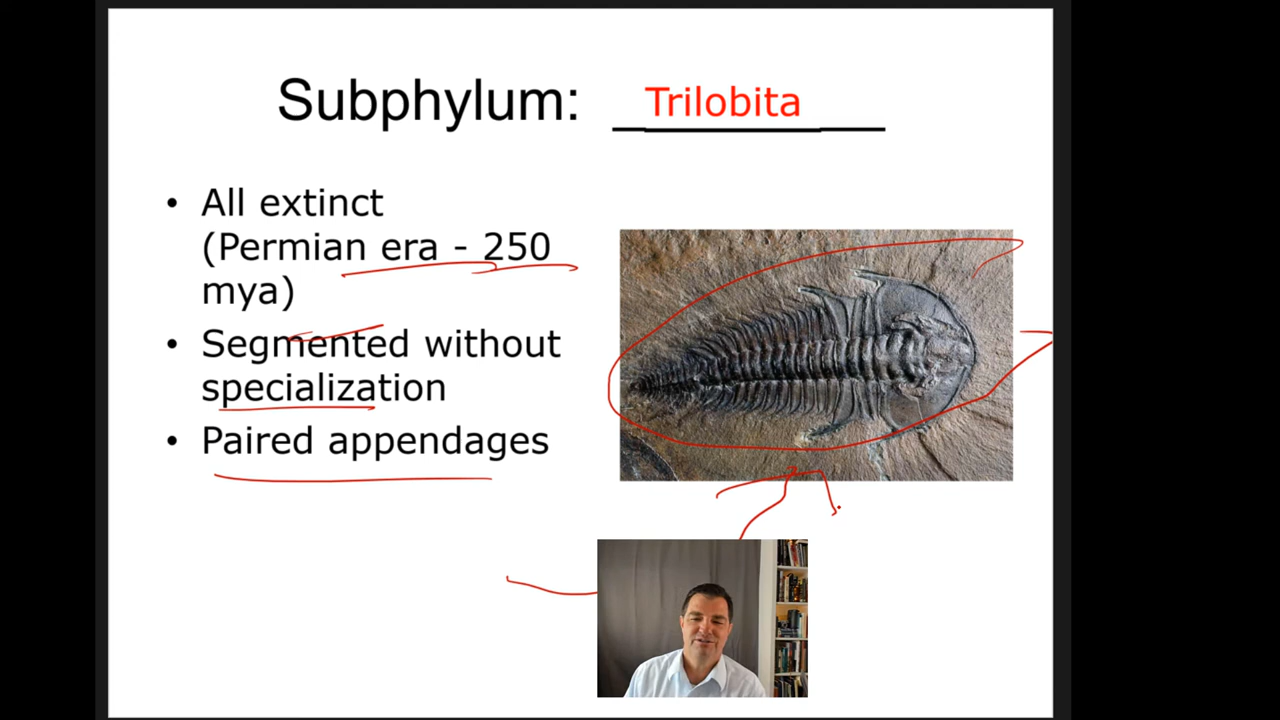 Subphylum: Trilobita
• All extinct
(Permian era - 250
mya)
• Segmented without
specialization
• Paired appendages